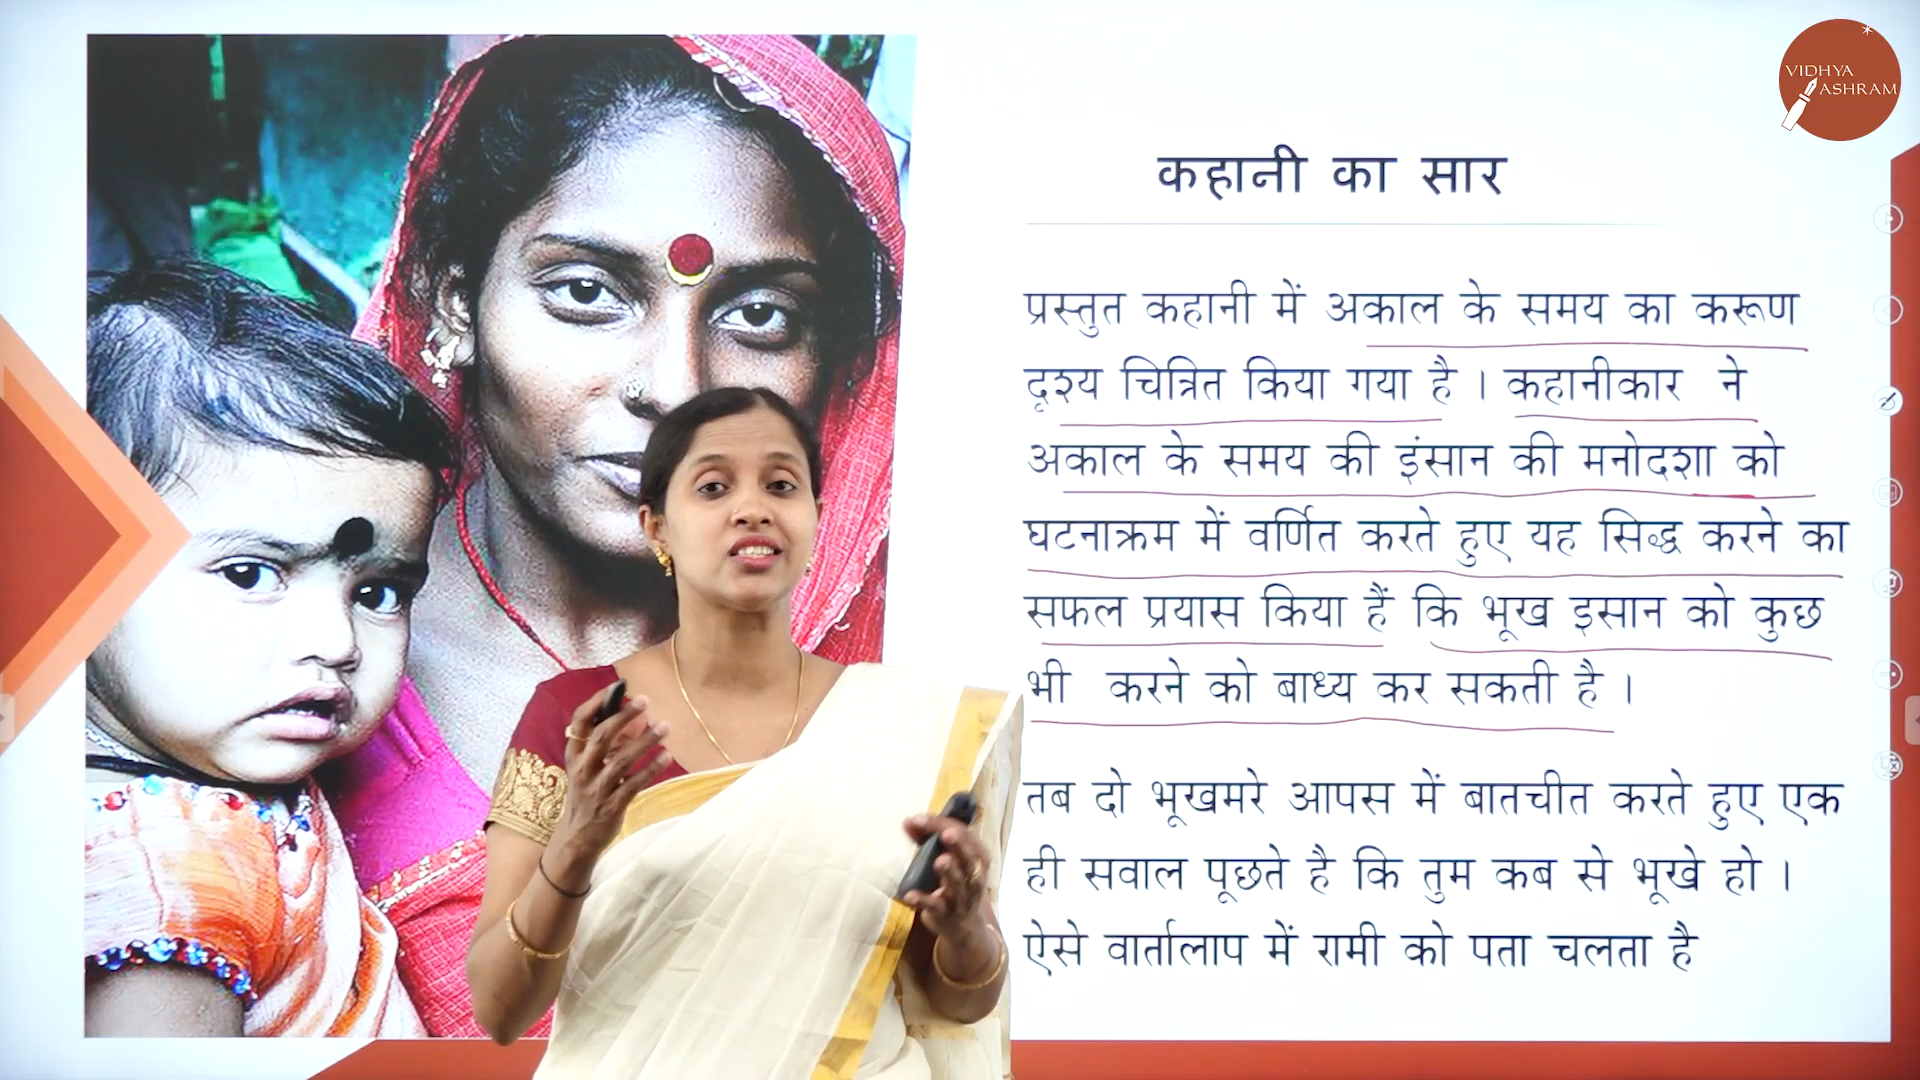 VIDHYA
ASHRAM
कहानी का सार
प्रस्तुत कहानी में अकाल के समय का करूण
दृश्य चित्रित किया गया है । कहानीकार ने
अकाल के समय की इंसान की मनोदशा को
घटनाक्रम में वर्णित करते हुए यह सिद्ध करने का
सफल प्रयास किया हैं कि भूख इसान को कुछ
भी करने को बाध्य कर सकती है ।
तब दो भूखमरे आपस में बातचीत करते हुए एक
ही सवाल पूछते है कि तुम कब से भूखे हो ।
ऐसे वार्तालाप में रामी को पता चलता है